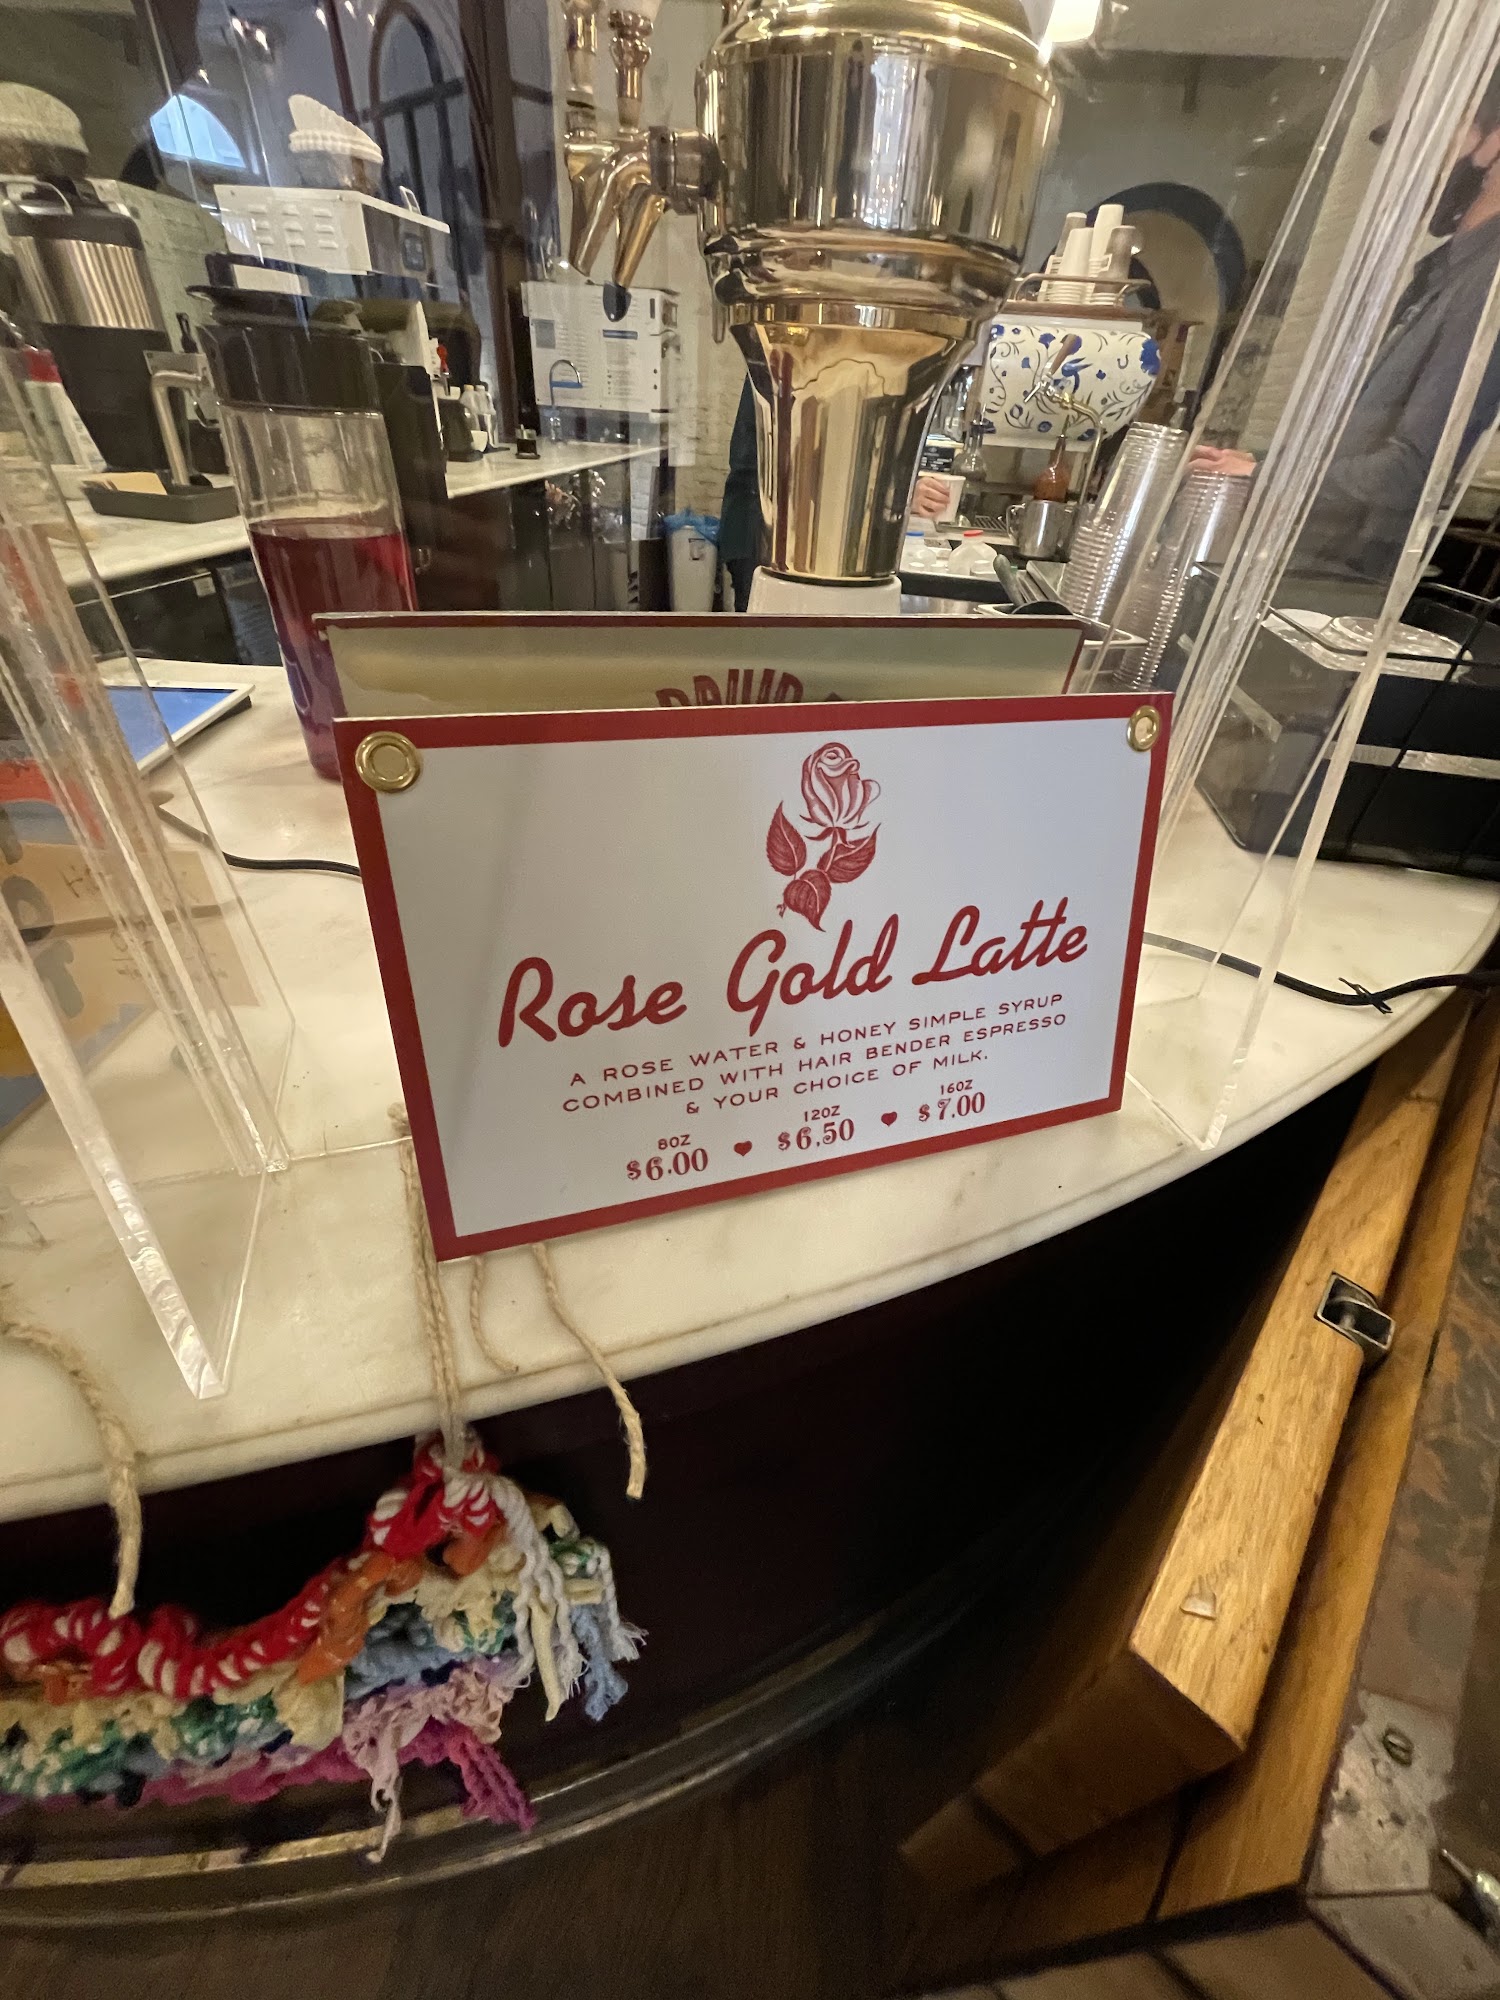 Rose Gold Latte
A ROSE WATER & HONEY SIMPLE SYRUP
COMBINED WITH HAIR BENDER ESPRESSO
& YOUR CHOICE OF MILK.
8OZ 12OZ 16OZ
$6.00 $6.50 $7.00